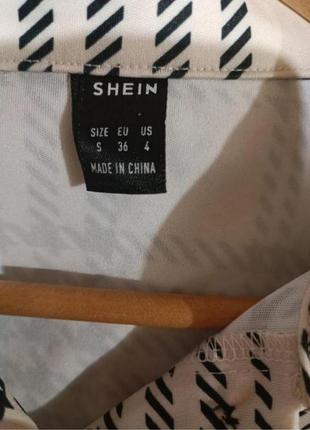 SHEIN
SIZE EU US
S 36 4
MADE IN CHINA